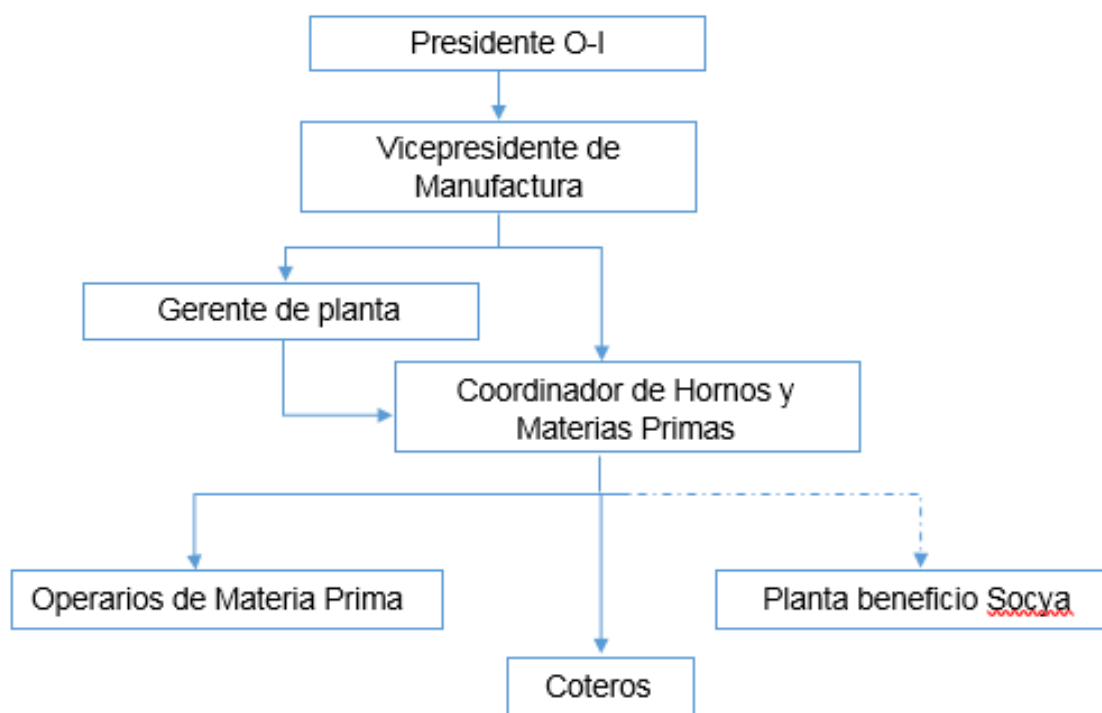 Presidente O-I
Vicepresidente de
Manufactura
Gerente de planta
Coordinador de Hornos y
Materias Primas
Operarios de Materia Prima
Planta beneficio Socya
Coteros